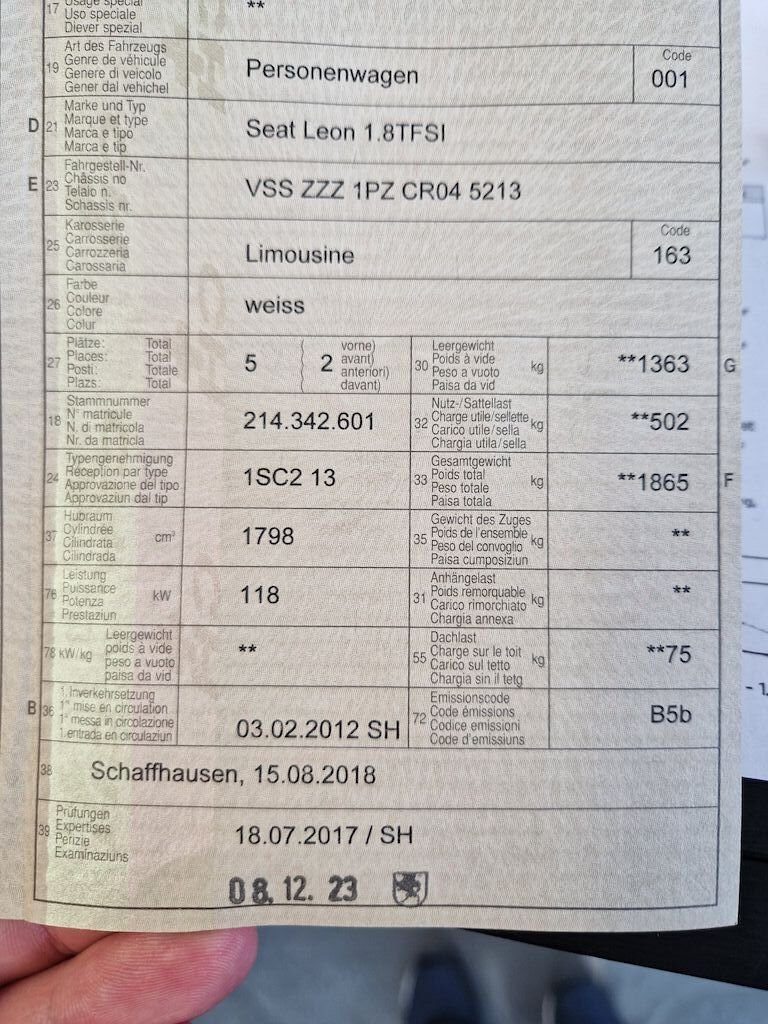 17 Usage spécial **
Uso speciale
Diever spezial
19 Art des Fahrzeugs
Genre de véhicule
Genere di veicolo
Gener dal vehichel
Personenwagen
Code
001
D 21 Marke und Typ
Marque et type
Marca e tipo
Marca e tip
Seat Leon 1.8TFSI
E 23 Fahrgestell-Nr.
Châssis no
Telaio n.
Schassis nr.
VSS ZZZ 1PZ CR04 5213
25 Karosserie
Carrosserie
Carrozzeria
Carossaria
Limousine
Code
163
26 Farbe
Couleur
Colore
Colur
weiss
27 Plätze: Total
Places: Total
Posti: Totale
Plazs: Total
5 ( 2 vorne)
avant)
anteriori)
davant)
30 Leergewicht
Poids à vide
Peso a vuoto
Paisa da vid
kg **1363 G
18 Stammnummer
N° matricule
N. di matricola
Nr. da matricla
214.342.601
32 Nutz-/Sattellast
Charge utile/sellette
Carico utile/sella
Chargia utila/sella
kg **502
24 Typengenehmigung
Réception par type
Approvazione del tipo
Approvaziun dal tip
1SC2 13
33 Gesamtgewicht
Poids total
Peso totale
Paisa totala
kg **1865 F
37 Hubraum
Cylindrée
Cilindrata
Cilindrada
cm³ 1798
35 Gewicht des Zuges
Poids de l'ensemble
Peso del convoglio
Paisa cumposiziun
kg **
76 Leistung
Puissance
Potenza
Prestaziun
kW 118
31 Anhängelast
Poids remorquable
Carico rimorchiato
Chargia annexa
kg **
78 kW/kg Leergewicht
poids à vide
peso a vuoto
paisa da vid
**
55 Dachlast
Charge sur le toit
Carico sul tetto
Chargia sin il tetg
kg **75
B 36 1. Inverkehrsetzung
1re mise en circulation
1a messa in circolazione
1. entrada en circulaziun
03.02.2012 SH
72 Emissionscode
Code émissions
Codice emissioni
Code d'emissiuns
B5b
38 Schaffhausen, 15.08.2018
39 Prüfungen
Expertises
Perizie
Examinaziuns
18.07.2017 / SH
08. 12. 23
- 1.